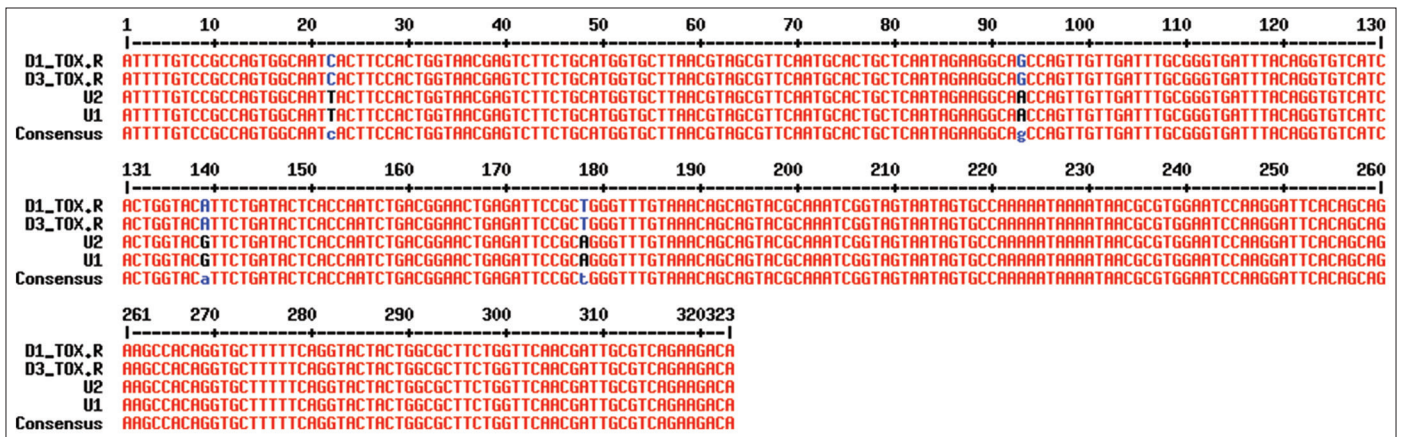 1 10 20 30 40 50 60 70 80 90 100 110 120 130
D1_TOX.R ATTTTGTCCGCCAGTGGCAATCACTTCCACTGGTAACGAGTCTTCTGCATGGTGCTTAACGTAGCGTTCAATGCACTGCTCAATAGAAGGCAGCCAGTTGTTGATTTGCGGGTGATTTACAGGTGTCATC
D3_TOX.R ATTTTGTCCGCCAGTGGCAATCACTTCCACTGGTAACGAGTCTTCTGCATGGTGCTTAACGTAGCGTTCAATGCACTGCTCAATAGAAGGCAGCCAGTTGTTGATTTGCGGGTGATTTACAGGTGTCATC
U2 ATTTTGTCCGCCAGTGGCAATTACTTCCACTGGTAACGAGTCTTCTGCATGGTGCTTAACGTAGCGTTCAATGCACTGCTCAATAGAAGGCAACCAGTTGTTGATTTGCGGGTGATTTACAGGTGTCATC
U1 ATTTTGTCCGCCAGTGGCAATTACTTCCACTGGTAACGAGTCTTCTGCATGGTGCTTAACGTAGCGTTCAATGCACTGCTCAATAGAAGGCAACCAGTTGTTGATTTGCGGGTGATTTACAGGTGTCATC
Consensus ATTTTGTCCGCCAGTGGCAATcACTTCCACTGGTAACGAGTCTTCTGCATGGTGCTTAACGTAGCGTTCAATGCACTGCTCAATAGAAGGCAgCCAGTTGTTGATTTGCGGGTGATTTACAGGTGTCATC
131 140 150 160 170 180 190 200 210 220 230 240 250 260
D1_TOX.R ACTGGTACATTCTGATACTCACCAATCTGACGGAACTGAGATTCCGCTGGGTTTGTAAACAGCAGTACGCAAATCGGTAGTAATAGTGCCAAAAATAAAATAACGCGTGGAATCCAAGGATTCACAGCAG
D3_TOX.R ACTGGTACATTCTGATACTCACCAATCTGACGGAACTGAGATTCCGCTGGGTTTGTAAACAGCAGTACGCAAATCGGTAGTAATAGTGCCAAAAATAAAATAACGCGTGGAATCCAAGGATTCACAGCAG
U2 ACTGGTACGTTCTGATACTCACCAATCTGACGGAACTGAGATTCCGCAGGGTTTGTAAACAGCAGTACGCAAATCGGTAGTAATAGTGCCAAAAATAAAATAACGCGTGGAATCCAAGGATTCACAGCAG
U1 ACTGGTACGTTCTGATACTCACCAATCTGACGGAACTGAGATTCCGCAGGGTTTGTAAACAGCAGTACGCAAATCGGTAGTAATAGTGCCAAAAATAAAATAACGCGTGGAATCCAAGGATTCACAGCAG
Consensus ACTGGTACaTTCTGATACTCACCAATCTGACGGAACTGAGATTCCGCtGGGTTTGTAAACAGCAGTACGCAAATCGGTAGTAATAGTGCCAAAAATAAAATAACGCGTGGAATCCAAGGATTCACAGCAG
261 270 280 290 300 310 320323
D1_TOX.R AAGCCACAGGTGCTTTTTCAGGTACTACTGGCGCTTCTGGTTCAACGATTGCGTCAGAAGACA
D3_TOX.R AAGCCACAGGTGCTTTTTCAGGTACTACTGGCGCTTCTGGTTCAACGATTGCGTCAGAAGACA
U2 AAGCCACAGGTGCTTTTTCAGGTACTACTGGCGCTTCTGGTTCAACGATTGCGTCAGAAGACA
U1 AAGCCACAGGTGCTTTTTCAGGTACTACTGGCGCTTCTGGTTCAACGATTGCGTCAGAAGACA
Consensus AAGCCACAGGTGCTTTTTCAGGTACTACTGGCGCTTCTGGTTCAACGATTGCGTCAGAAGACA